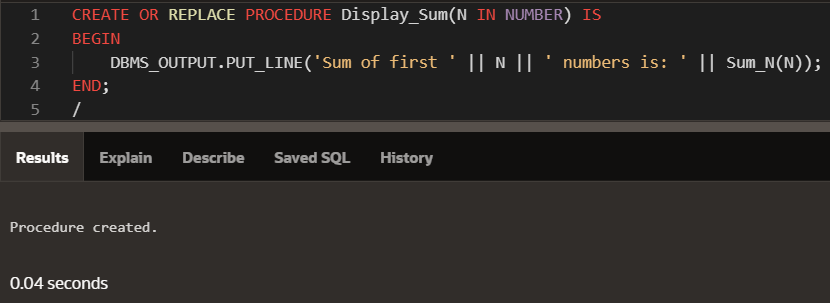 1 CREATE OR REPLACE PROCEDURE Display_Sum(N IN NUMBER) IS
2 BEGIN
3     DBMS_OUTPUT.PUT_LINE('Sum of first ' || N || ' numbers is: ' || Sum_N(N));
4 END;
5 /
Results Explain Describe Saved SQL History
Procedure created.
0.04 seconds